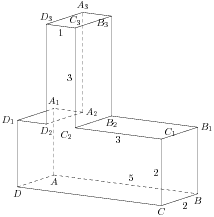 A₃
D₃ C₃ B₃
1
3
A₁ A₂
D₁ D₂ C₂ B₂ C₁ B₁
3
2
A 5
D C 2 B